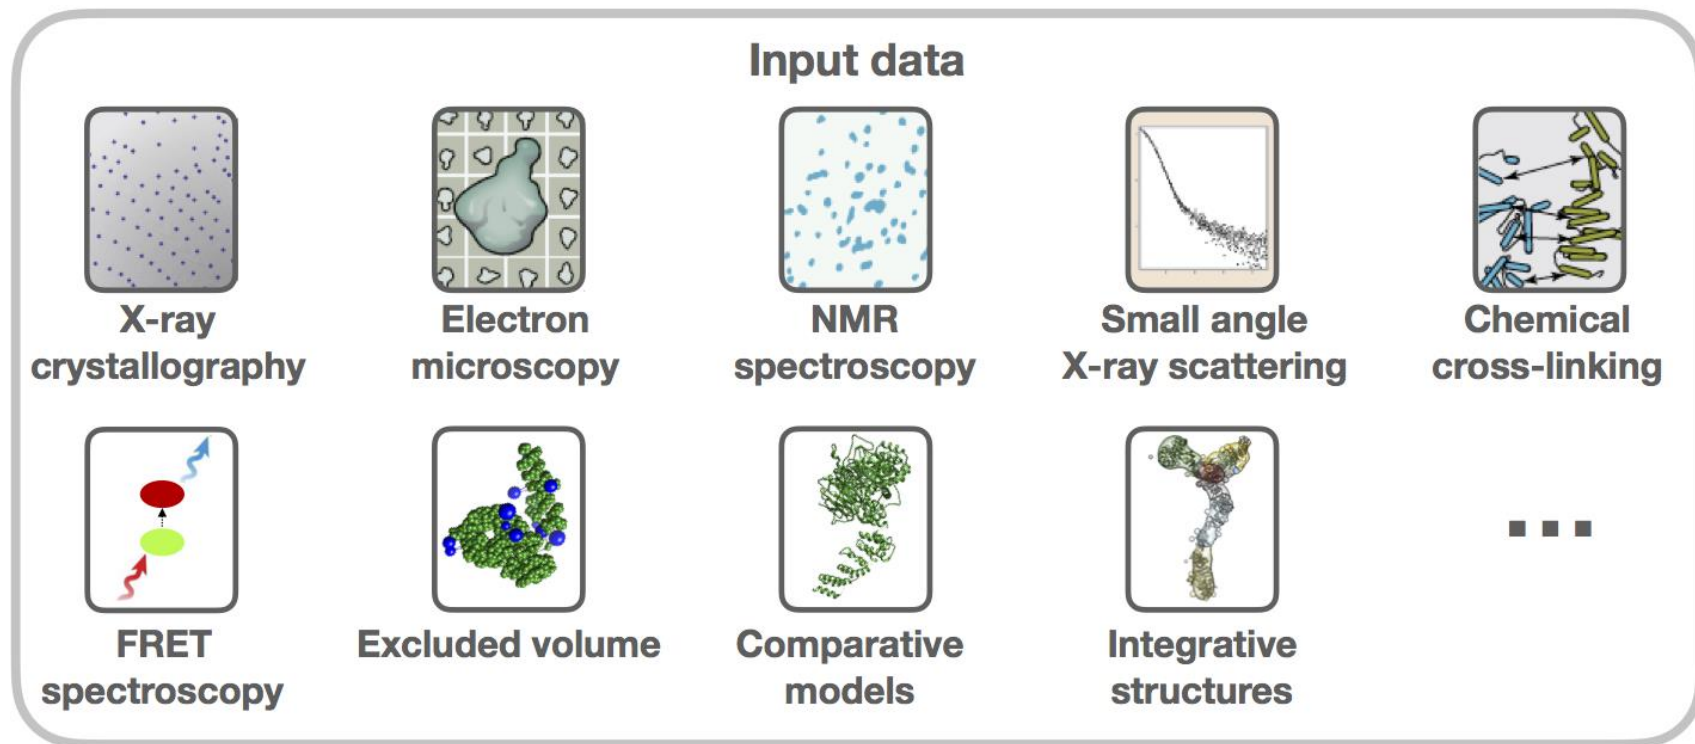 Input data
X-ray
crystallography
Electron
microscopy
NMR
spectroscopy
Small angle
X-ray scattering
Chemical
cross-linking
FRET
spectroscopy
Excluded volume
Comparative
models
Integrative
structures
...